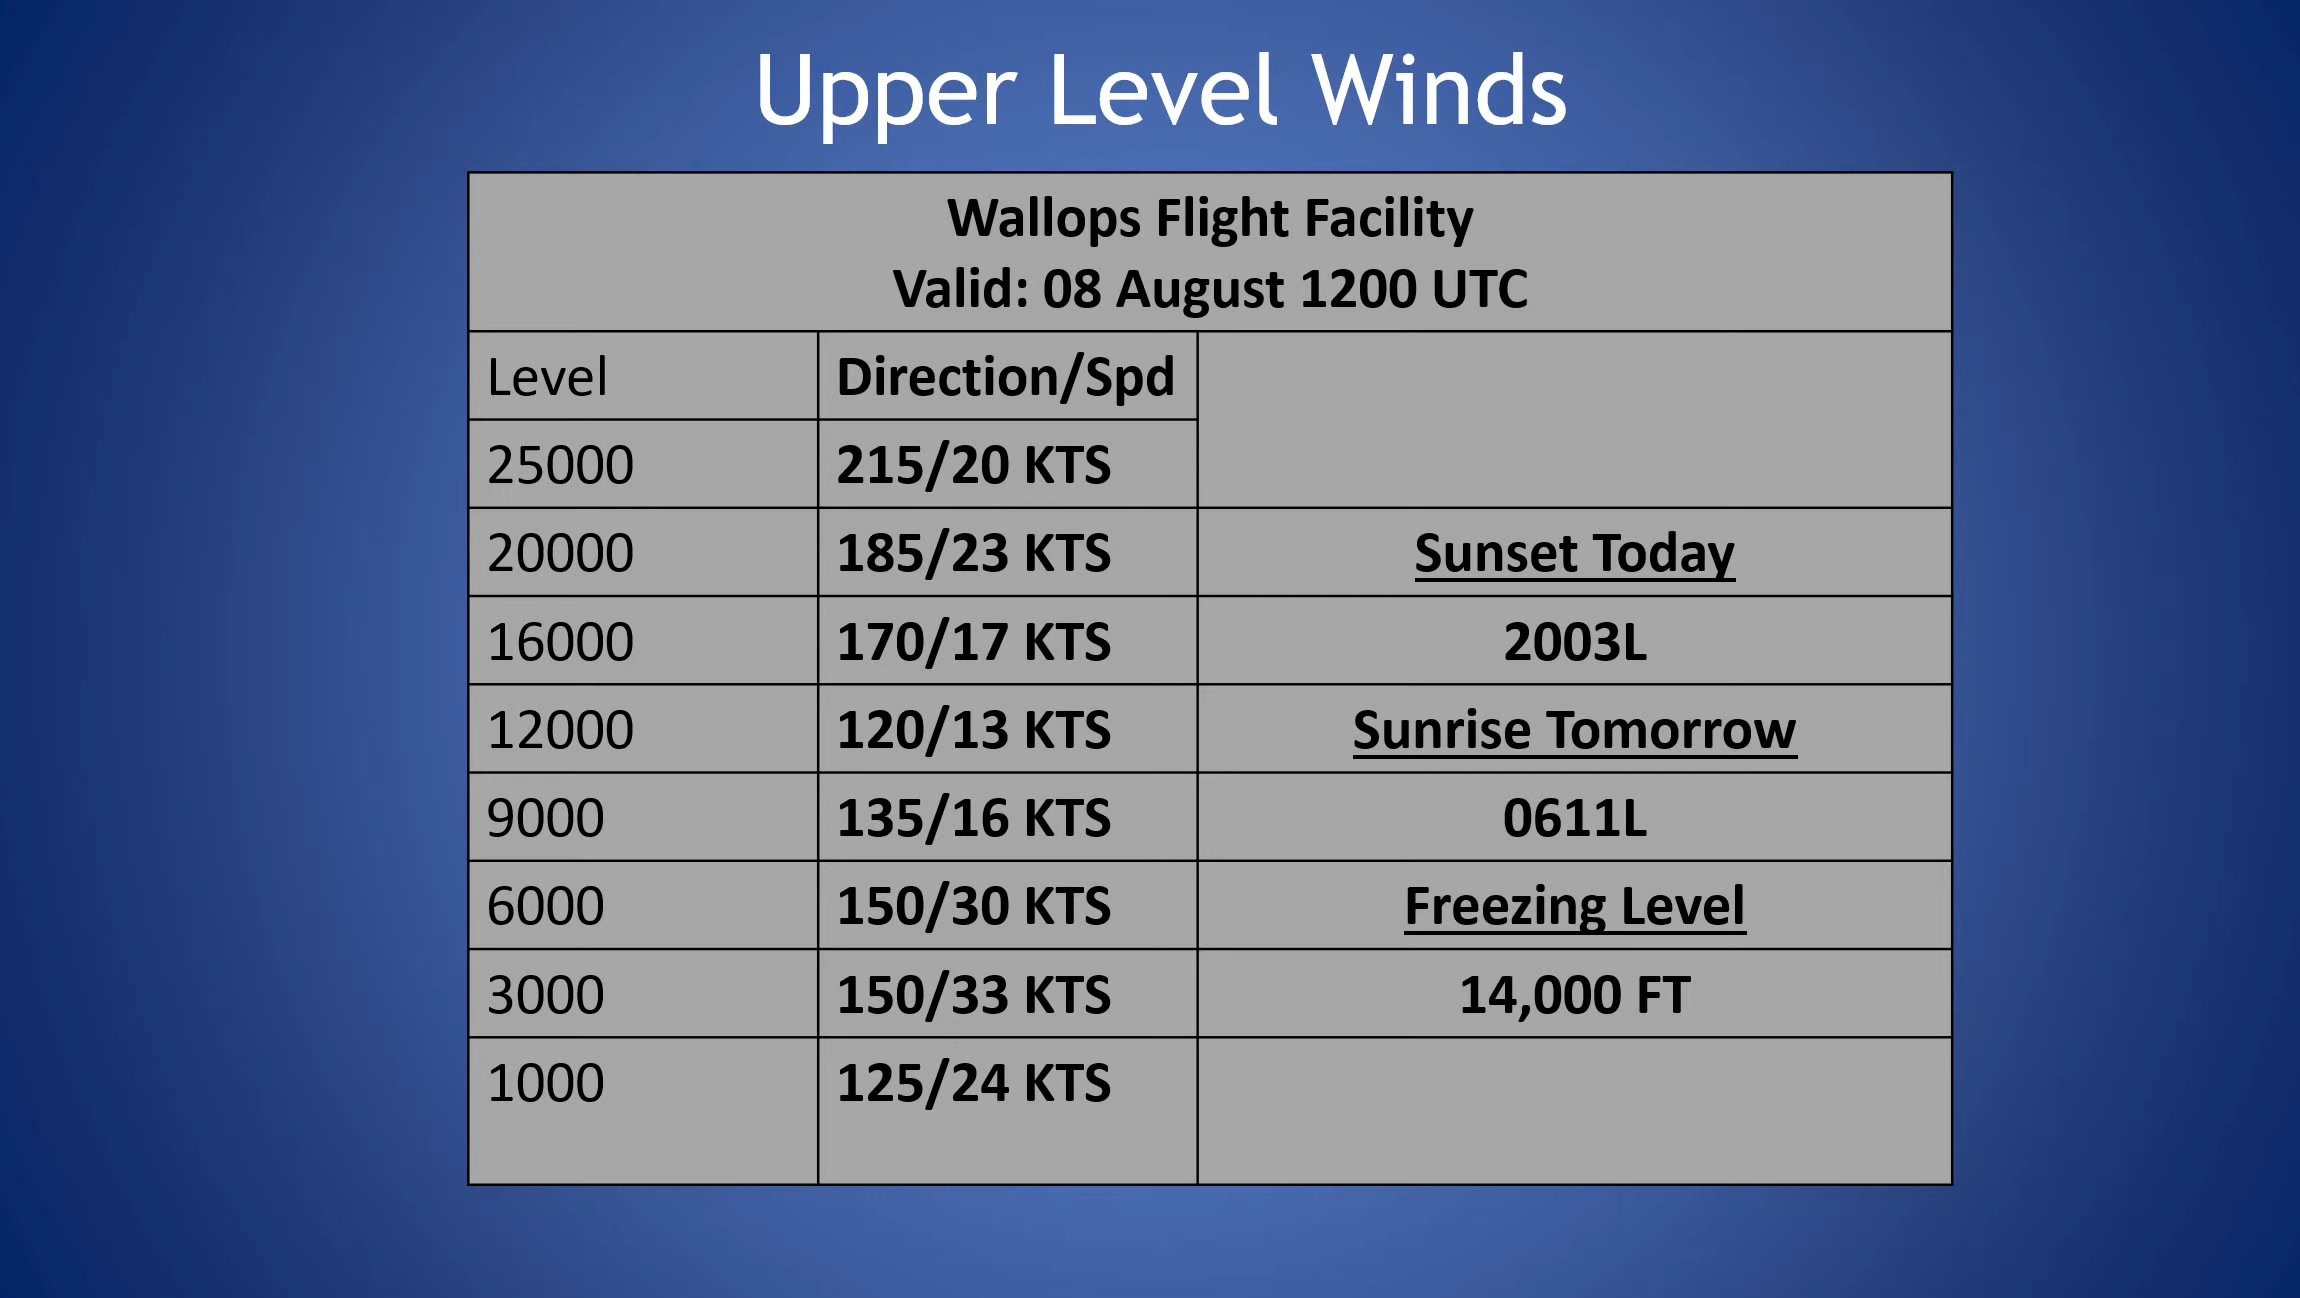 Upper Level Winds
Wallops Flight Facility
Valid: 08 August 1200 UTC
Level Direction/Spd
25000 215/20 KTS
20000 185/23 KTS Sunset Today
16000 170/17 KTS 2003L
12000 120/13 KTS Sunrise Tomorrow
9000 135/16 KTS 0611L
6000 150/30 KTS Freezing Level
3000 150/33 KTS 14,000 FT
1000 125/24 KTS